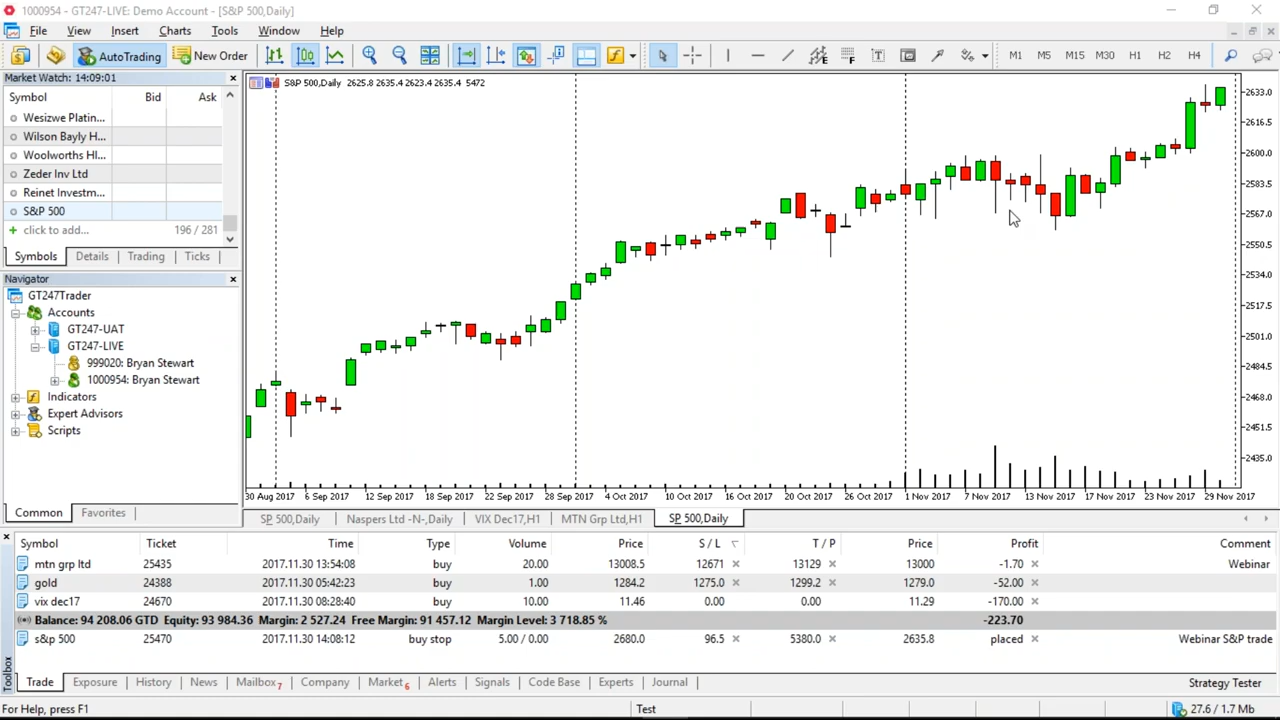 1000954 - GT247-LIVE: Demo Account - [S&P 500,Daily]
File View Insert Charts Tools Window Help
AutoTrading New Order M1 M5 M15 M30 H1 H2 H4
Market Watch: 14:09:01
Symbol Bid Ask
Wesizwe Platin...
Wilson Bayly H...
Woolworths Hl...
Zeder Inv Ltd
Reinet Investm...
S&P 500
click to add... 196 / 281
Symbols Details Trading Ticks
Navigator
GT247Trader
Accounts
GT247-UAT
GT247-LIVE
999020: Bryan Stewart
1000954: Bryan Stewart
Indicators
Expert Advisors
Scripts
Common Favorites
S&P 500,Daily 2625.8 2635.4 2623.4 2635.4 5472
2633.0
2616.5
2600.0
2583.5
2567.0
2550.5
2534.0
2517.5
2501.0
2484.5
2468.0
2451.5
2435.0
30 Aug 2017 6 Sep 2017 12 Sep 2017 18 Sep 2017 22 Sep 2017 28 Sep 2017 4 Oct 2017 10 Oct 2017 16 Oct 2017 20 Oct 2017 26 Oct 2017 1 Nov 2017 7 Nov 2017 13 Nov 2017 17 Nov 2017 23 Nov 2017 29 Nov 2017
SP 500,Daily Naspers Ltd -N-,Daily VIX Dec17,H1 MTN Grp Ltd,H1 SP 500,Daily
Symbol Ticket Time Type Volume Price S / L T / P Price Profit Comment
mtn grp ltd 25435 2017.11.30 13:54:08 buy 20.00 13008.5 12671 13129 13000 -1.70 Webinar
gold 24388 2017.11.30 05:42:23 buy 1.00 1284.2 1275.0 1299.2 1279.0 -52.00
vix dec17 24670 2017.11.30 08:28:40 buy 10.00 11.46 0.00 0.00 11.29 -170.00
Balance: 94 208.06 GTD Equity: 93 984.36 Margin: 2 527.24 Free Margin: 91 457.12 Margin Level: 3 718.85 % -223.70
s&p 500 25470 2017.11.30 14:08:12 buy stop 5.00 / 0.00 2680.0 96.5 5380.0 2635.8 placed Webinar S&P trade
Toolbox
Trade Exposure History News Mailbox 7 Company Market 6 Alerts Signals Code Base Experts Journal Strategy Tester
For Help, press F1 Test 27.6 / 1.7 Mb